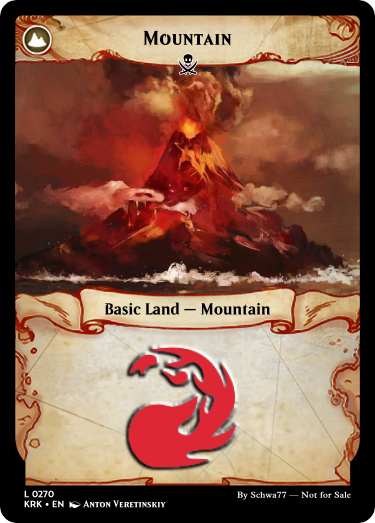 Mountain
Basic Land — Mountain
L 0270
KRK • EN Anton Veretinskiy
By Schwa77 — Not for Sale